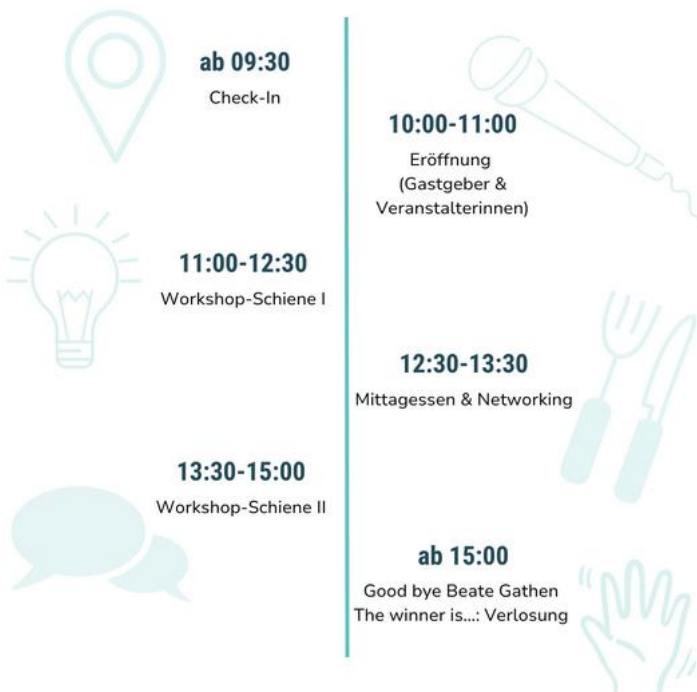 ab 09:30
Check-In
10:00-11:00
Eröffnung
(Gastgeber &
Veranstalterinnen)
11:00-12:30
Workshop-Schiene I
12:30-13:30
Mittagessen & Networking
13:30-15:00
Workshop-Schiene II
ab 15:00
Good bye Beate Gathen
The winner is...: Verlosung